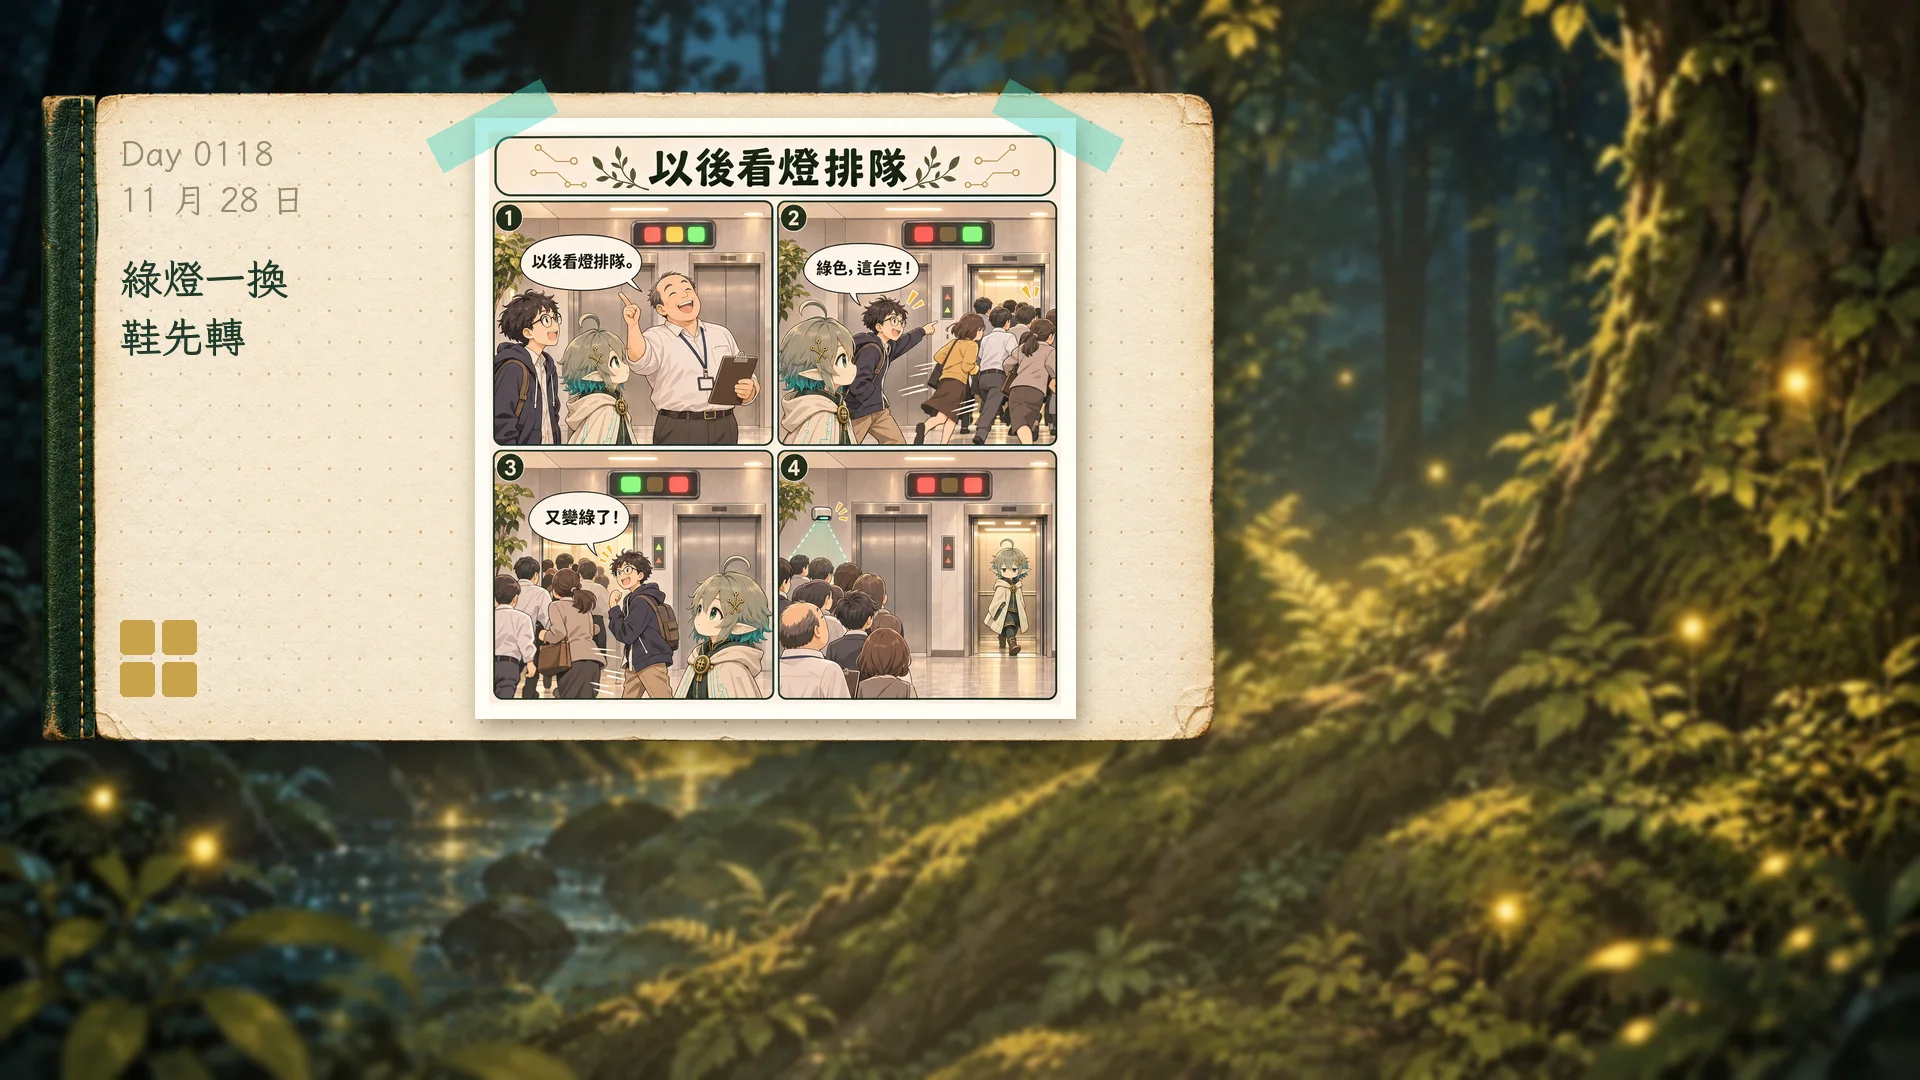 Day 0118
11 月 28 日
綠燈一換
鞋先轉
以後看燈排隊
1
以後看燈排隊。
2
綠色，這台空！
3
又變綠了！
4